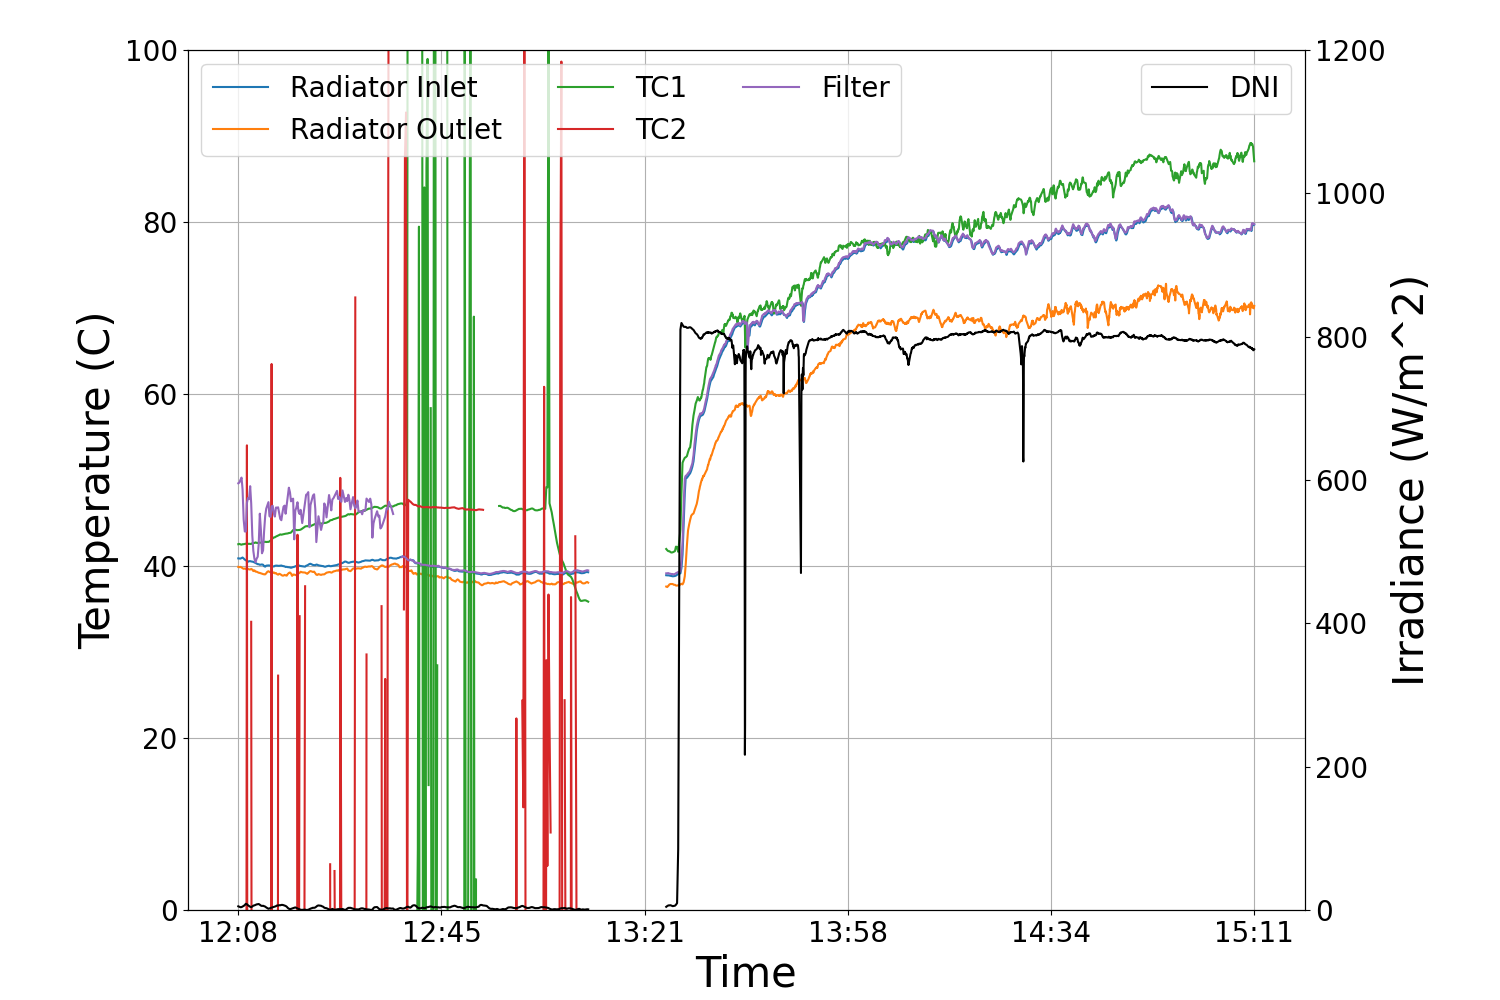 100
80
60
40
20
0
Temperature (C)
Radiator Inlet
Radiator Outlet
TC1
TC2
Filter
DNI
1200
1000
800
600
400
200
0
Irradiance (W/m^2)
12:08 12:45 13:21 13:58 14:34 15:11
Time